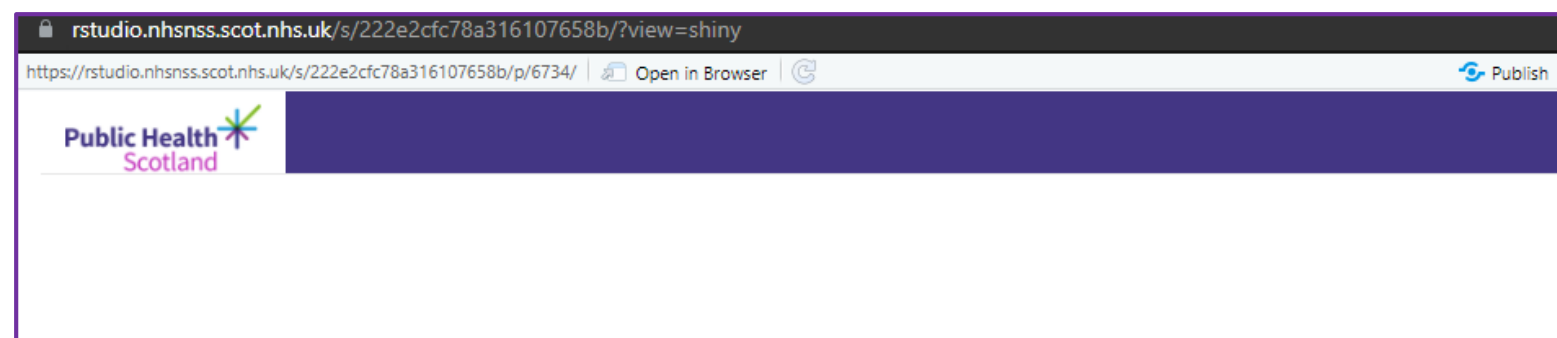 rstudio.nhsnss.scot.nhs.uk/s/222e2cfc78a316107658b/?view=shiny
https://rstudio.nhsnss.scot.nhs.uk/s/222e2cfc78a316107658b/p/6734/ Open in Browser Publish
Public Health
Scotland